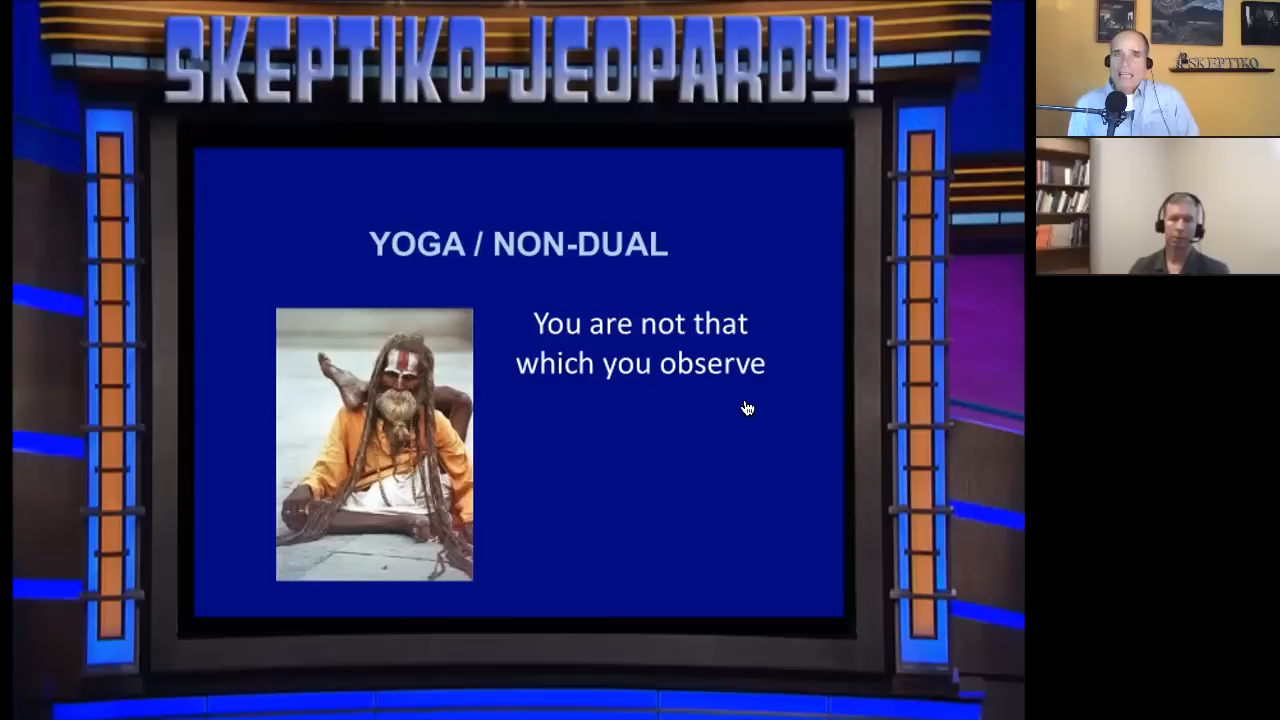 SKEPTIKO JEOPARDY!
SKEPTIKO
YOGA / NON-DUAL
You are not that
which you observe